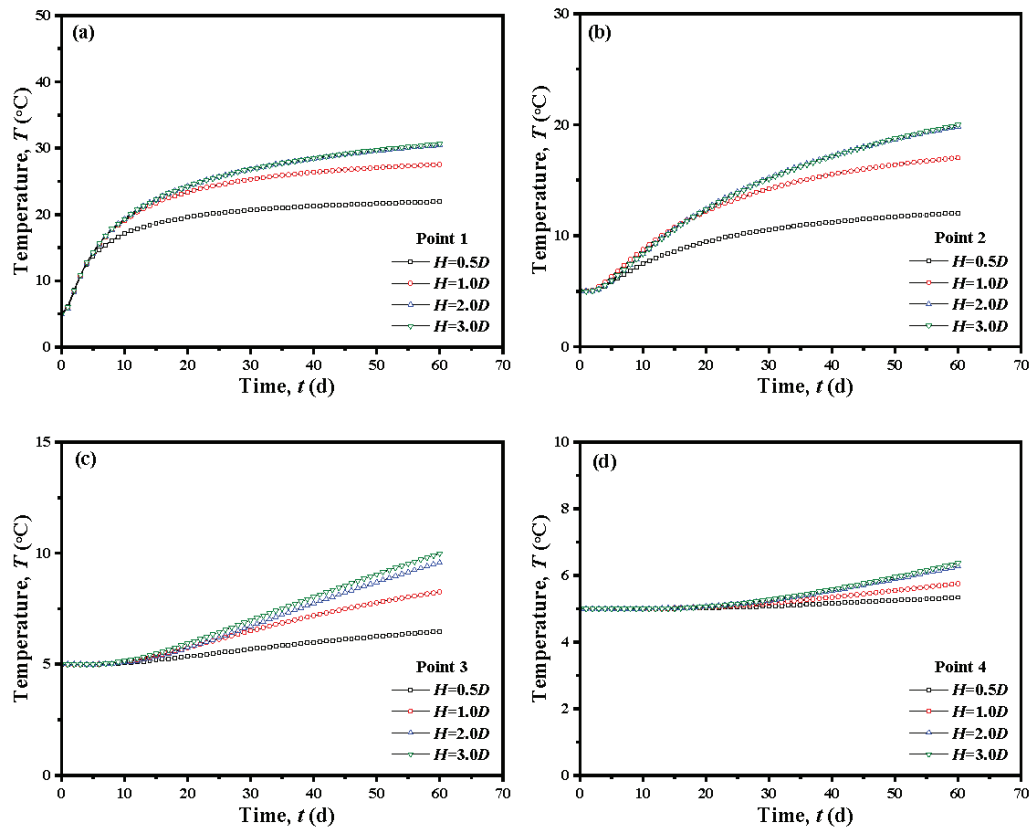 (a)
50
40
30
20
10
0
Temperature, T (°C)
Point 1
H=0.5D
H=1.0D
H=2.0D
H=3.0D
0 10 20 30 40 50 60 70
Time, t (d)
(b)
30
20
10
0
Temperature, T (°C)
Point 2
H=0.5D
H=1.0D
H=2.0D
H=3.0D
0 10 20 30 40 50 60 70
Time, t (d)
(c)
15
10
5
0
Temperature, T (°C)
Point 3
H=0.5D
H=1.0D
H=2.0D
H=3.0D
0 10 20 30 40 50 60 70
Time, t (d)
(d)
10
8
6
4
2
0
Temperature, T (°C)
Point 4
H=0.5D
H=1.0D
H=2.0D
H=3.0D
0 10 20 30 40 50 60 70
Time, t (d)